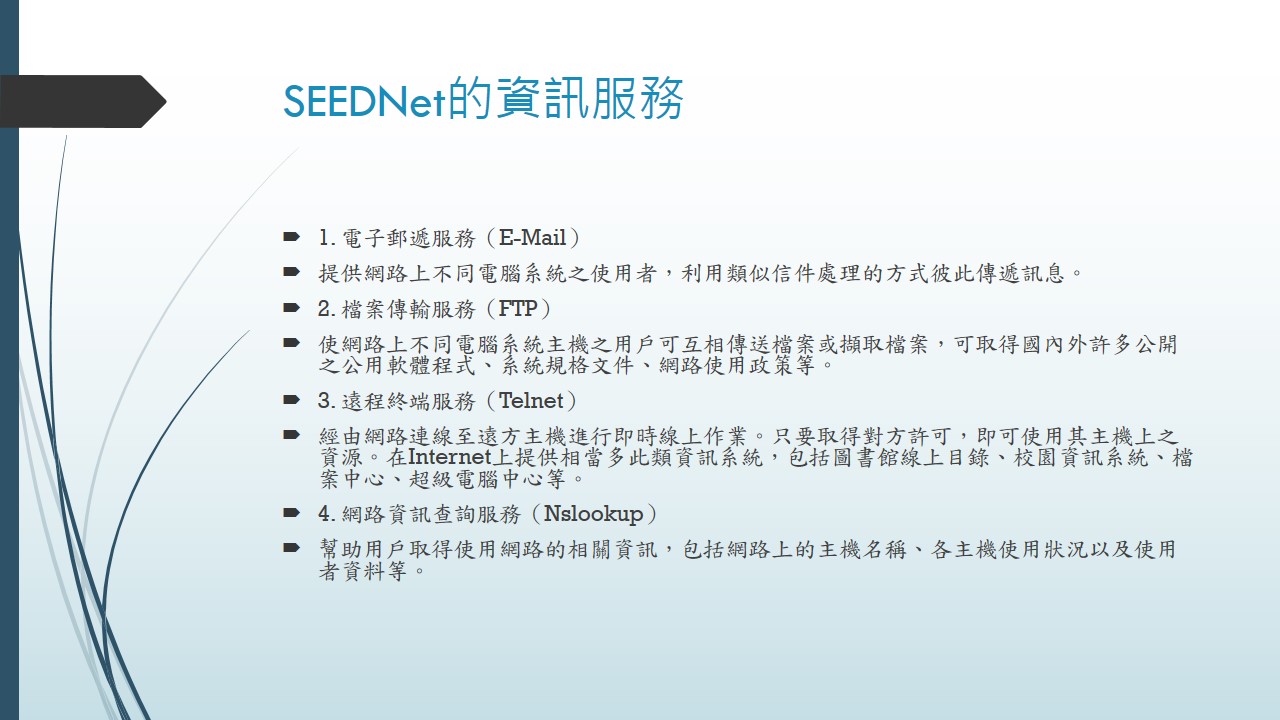 SEEDNet的資訊服務
1. 電子郵遞服務（E-Mail）
提供網路上不同電腦系統之使用者，利用類似信件處理的方式彼此傳遞訊息。
2. 檔案傳輸服務（FTP）
使網路上不同電腦系統主機之用戶可互相傳送檔案或擷取檔案，可取得國內外許多公開
之公用軟體程式、系統規格文件、網路使用政策等。
3. 遠程終端服務（Telnet）
經由網路連線至遠方主機進行即時線上作業。只要取得對方許可，即可使用其主機上之
資源。在Internet上提供相當多此類資訊系統，包括圖書館線上目錄、校園資訊系統、檔
案中心、超級電腦中心等。
4. 網路資訊查詢服務（Nslookup）
幫助用戶取得使用網路的相關資訊，包括網路上的主機名稱、各主機使用狀況以及使用
者資料等。